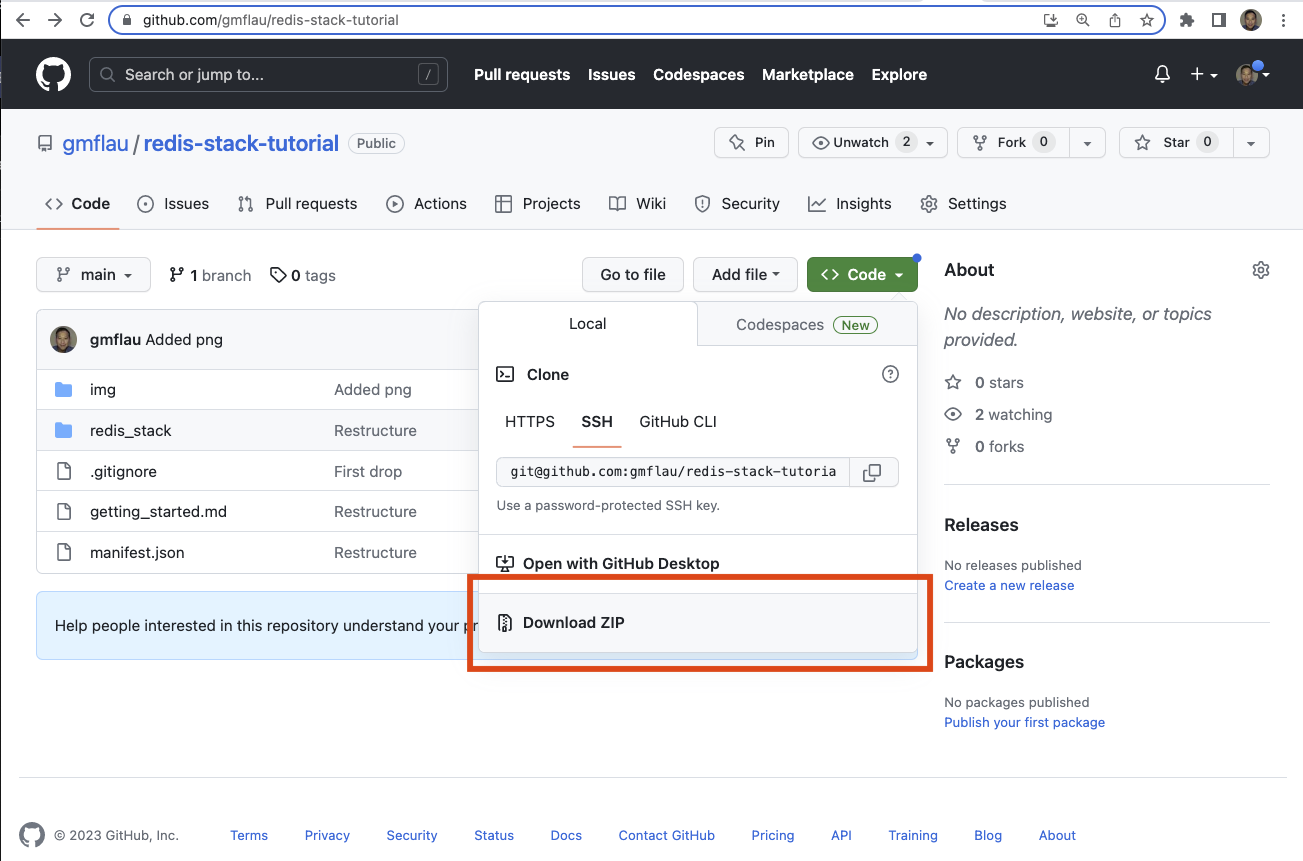 github.com/gmflau/redis-stack-tutorial
Search or jump to...
/
Pull requests
Issues
Codespaces
Marketplace
Explore
gmflau / redis-stack-tutorial
Public
Pin
Unwatch 2
Fork 0
Star 0
Code
Issues
Pull requests
Actions
Projects
Wiki
Security
Insights
Settings
main
1 branch
0 tags
Go to file
Add file
Code
gmflau Added png
img
Added png
redis_stack
Restructure
.gitignore
First drop
getting_started.md
Restructure
manifest.json
Restructure
Help people interested in this repository understand your pr
Local
Codespaces New
Clone
HTTPS
SSH
GitHub CLI
git@github.com:gmflau/redis-stack-tutoria
Use a password-protected SSH key.
Open with GitHub Desktop
Download ZIP
About
No description, website, or topics
provided.
0 stars
2 watching
0 forks
Releases
No releases published
Create a new release
Packages
No packages published
Publish your first package
© 2023 GitHub, Inc.
Terms
Privacy
Security
Status
Docs
Contact GitHub
Pricing
API
Training
Blog
About